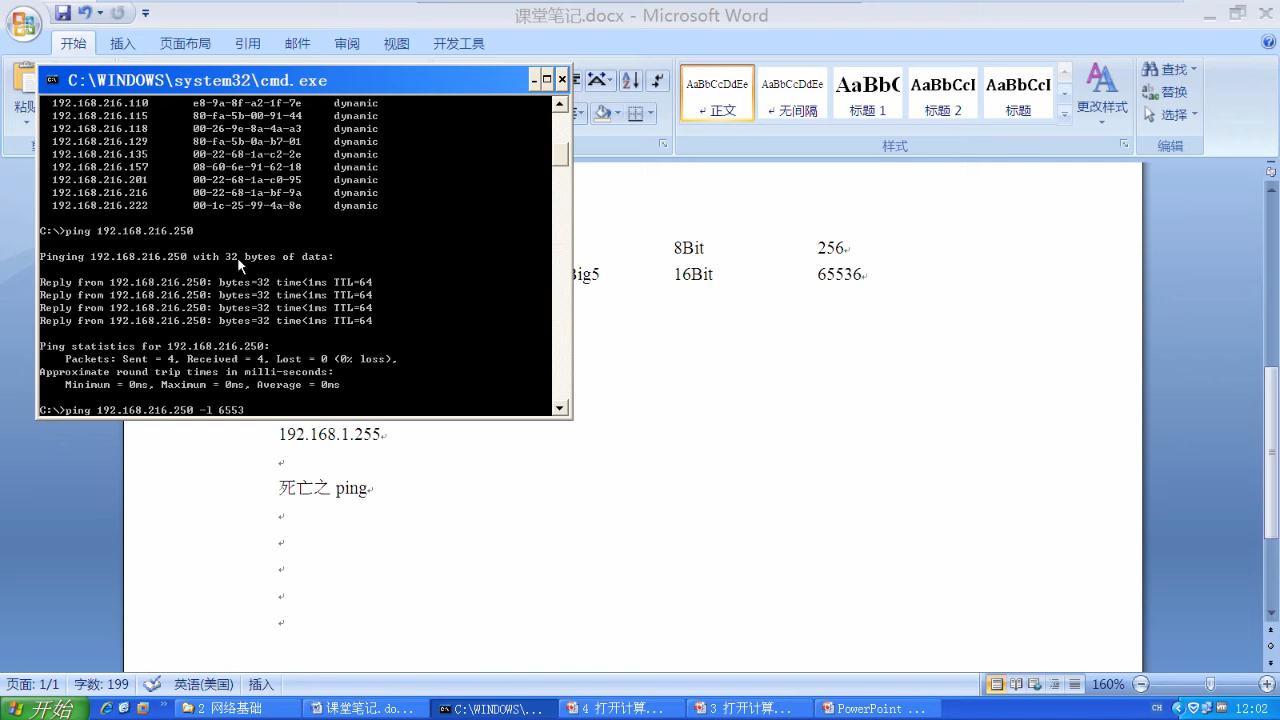 课堂笔记.docx - Microsoft Word
开始 插入 页面布局 引用 邮件 审阅 视图 开发工具
粘贴
AaBbCcDdEe AaBbCcDdEe AaBbC AaBbCcI AaBbCcI
↵ 正文 ↵ 无间隔 标题 1 标题 2 标题
更改样式
查找
替换
选择
样式
编辑
C:\WINDOWS\system32\cmd.exe
192.168.216.110 e8-9a-8f-a2-1f-7e dynamic
192.168.216.115 80-fa-5b-00-91-44 dynamic
192.168.216.118 00-26-9e-8a-4a-a3 dynamic
192.168.216.129 80-fa-5b-0a-b7-01 dynamic
192.168.216.135 00-22-68-1a-c2-2e dynamic
192.168.216.157 08-60-6e-91-62-18 dynamic
192.168.216.201 00-22-68-1a-c0-95 dynamic
192.168.216.216 00-22-68-1a-bf-9a dynamic
192.168.216.222 00-1c-25-99-4a-8e dynamic
C:\>ping 192.168.216.250
Pinging 192.168.216.250 with 32 bytes of data:
Reply from 192.168.216.250: bytes=32 time<1ms TTL=64
Reply from 192.168.216.250: bytes=32 time<1ms TTL=64
Reply from 192.168.216.250: bytes=32 time<1ms TTL=64
Reply from 192.168.216.250: bytes=32 time<1ms TTL=64
Ping statistics for 192.168.216.250:
Packets: Sent = 4, Received = 4, Lost = 0 (0% loss),
Approximate round trip times in milli-seconds:
Minimum = 0ms, Maximum = 0ms, Average = 0ms
C:\>ping 192.168.216.250 -l 6553
8Bit 256
Big5 16Bit 65536
192.168.1.255
死亡之 ping
页面: 1/1 字数: 199 英语(美国) 插入 160%
开始 2 网络基础 课堂笔记.do... C:\WINDOWS\... 4 打开计算... 3 打开计算... PowerPoint ... CH 12:02